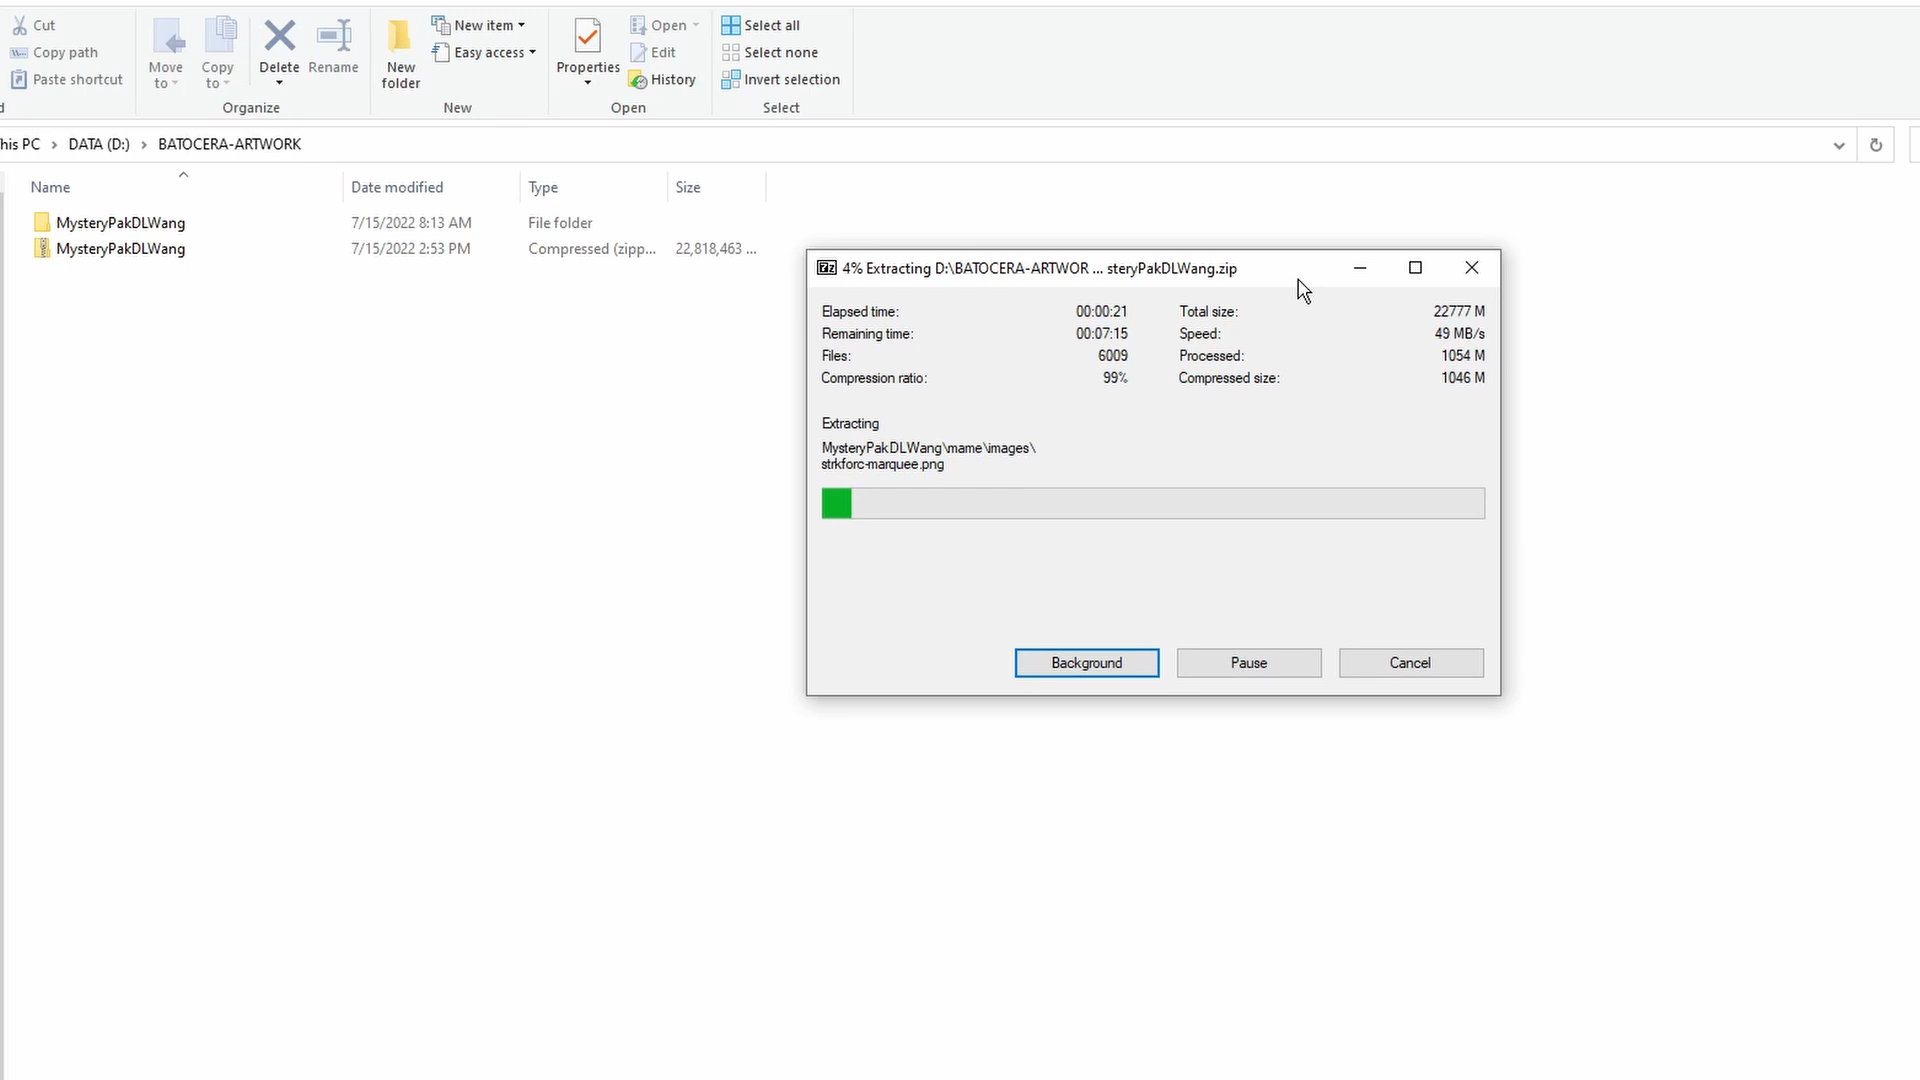 Cut
Copy path
Paste shortcut
Move to
Copy to
Delete
Rename
Organize
New folder
New item
Easy access
New
Properties
Open
Edit
History
Open
Select all
Select none
Invert selection
Select
his PC > DATA (D:) > BATOCERA-ARTWORK
Name Date modified Type Size
MysteryPakDLWang 7/15/2022 8:13 AM File folder
MysteryPakDLWang 7/15/2022 2:53 PM Compressed (zipp... 22,818,463 ...
7z 4% Extracting D:\BATOCERA-ARTWOR ... steryPakDLWang.zip
Elapsed time: 00:00:21 Total size: 22777 M
Remaining time: 00:07:15 Speed: 49 MB/s
Files: 6009 Processed: 1054 M
Compression ratio: 99% Compressed size: 1046 M
Extracting
MysteryPakDLWang\mame\images\
strkforc-marquee.png
Background Pause Cancel